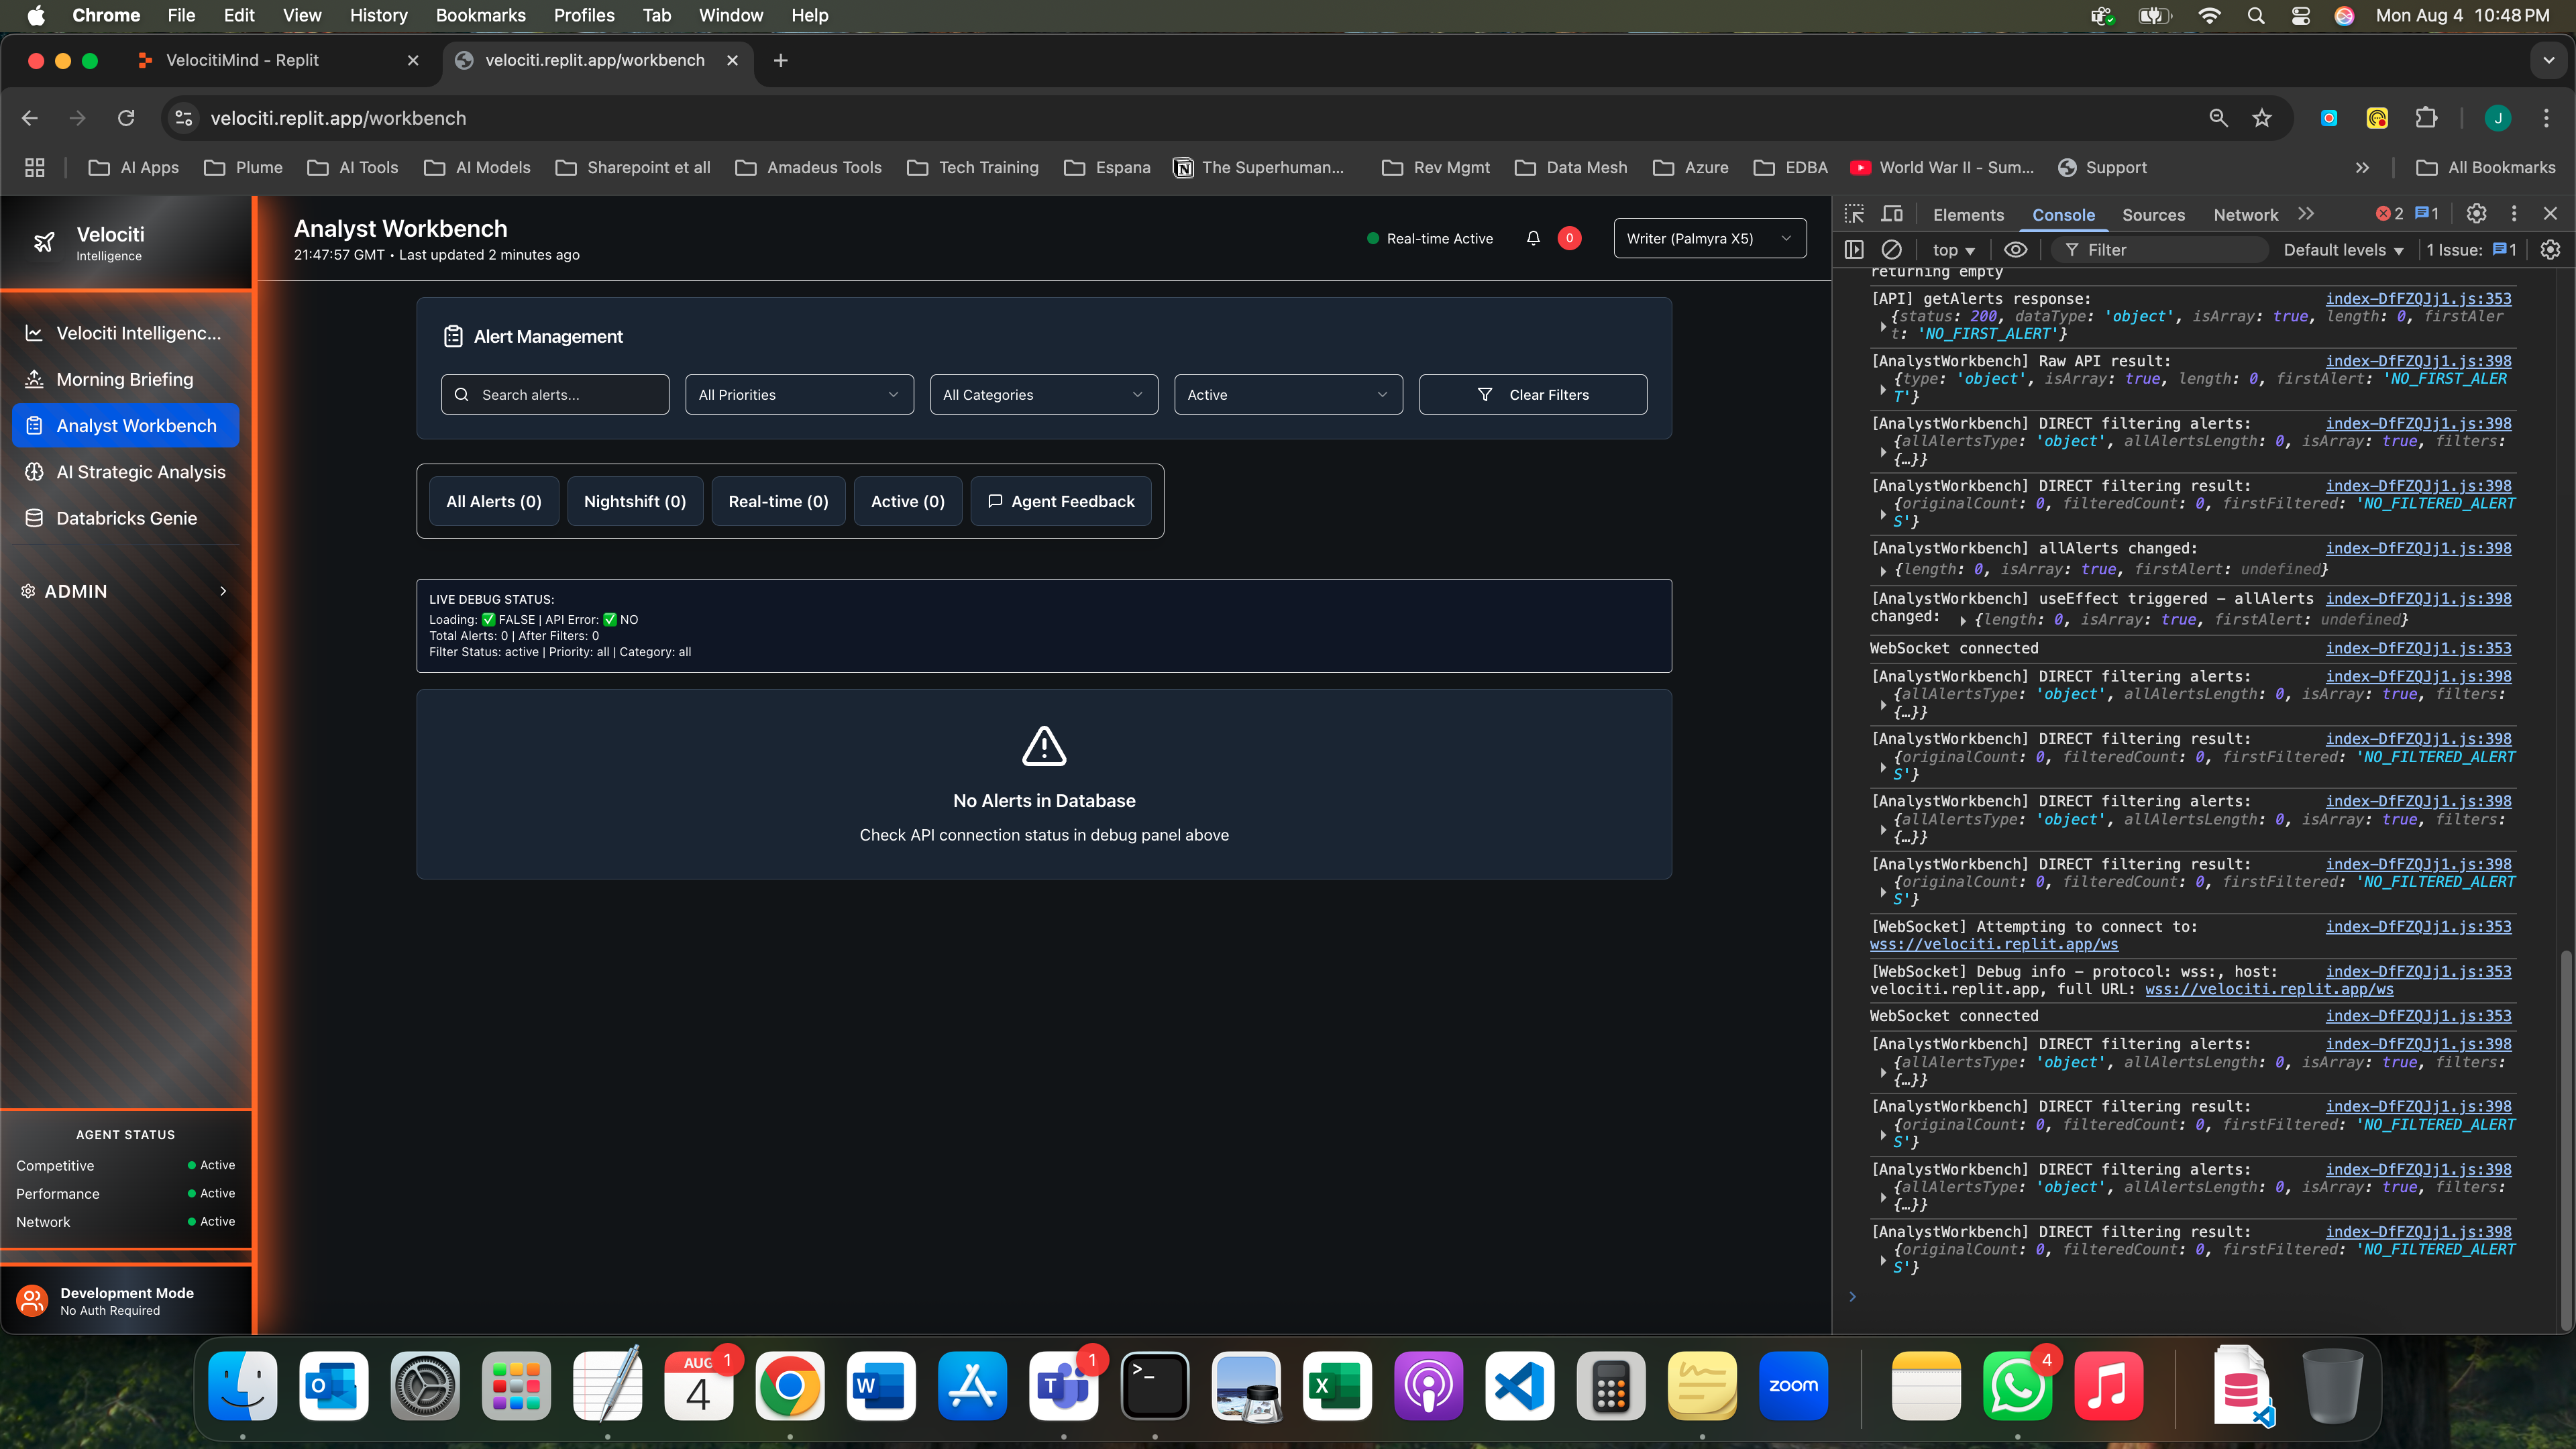 Chrome File Edit View History Bookmarks Profiles Tab Window Help Mon Aug 4 10:48 PM
VelocitiMind - Replit
velociti.replit.app/workbench
velociti.replit.app/workbench
J
AI Apps Plume AI Tools AI Models Sharepoint et all Amadeus Tools Tech Training Espana The Superhuman... Rev Mgmt Data Mesh Azure EDBA World War II - Sum... Support All Bookmarks
Velociti
Intelligence
Velociti Intelligenc...
Morning Briefing
Analyst Workbench
AI Strategic Analysis
Databricks Genie
ADMIN
AGENT STATUS
Competitive Active
Performance Active
Network Active
Development Mode
No Auth Required
Analyst Workbench
21:47:57 GMT • Last updated 2 minutes ago
Real-time Active 0 Writer (Palmyra X5)
Alert Management
Search alerts... All Priorities All Categories Active Clear Filters
All Alerts (0) Nightshift (0) Real-time (0) Active (0) Agent Feedback
LIVE DEBUG STATUS:
Loading: ✅ FALSE | API Error: ✅ NO
Total Alerts: 0 | After Filters: 0
Filter Status: active | Priority: all | Category: all
No Alerts in Database
Check API connection status in debug panel above
Elements Console Sources Network 2 1
top Filter Default levels 1 Issue: 1
returning empty
[API] getAlerts response: index-DfFZQJj1.js:353
{status: 200, dataType: 'object', isArray: true, length: 0, firstAler
t: 'NO_FIRST_ALERT'}
[AnalystWorkbench] Raw API result: index-DfFZQJj1.js:398
{type: 'object', isArray: true, length: 0, firstAlert: 'NO_FIRST_ALER
T'}
[AnalystWorkbench] DIRECT filtering alerts: index-DfFZQJj1.js:398
{allAlertsType: 'object', allAlertsLength: 0, isArray: true, filters:
{…}}
[AnalystWorkbench] DIRECT filtering result: index-DfFZQJj1.js:398
{originalCount: 0, filteredCount: 0, firstFiltered: 'NO_FILTERED_ALERT
S'}
[AnalystWorkbench] allAlerts changed: index-DfFZQJj1.js:398
{length: 0, isArray: true, firstAlert: undefined}
[AnalystWorkbench] useEffect triggered - allAlerts index-DfFZQJj1.js:398
changed: {length: 0, isArray: true, firstAlert: undefined}
WebSocket connected index-DfFZQJj1.js:353
[AnalystWorkbench] DIRECT filtering alerts: index-DfFZQJj1.js:398
{allAlertsType: 'object', allAlertsLength: 0, isArray: true, filters:
{…}}
[AnalystWorkbench] DIRECT filtering result: index-DfFZQJj1.js:398
{originalCount: 0, filteredCount: 0, firstFiltered: 'NO_FILTERED_ALERT
S'}
[AnalystWorkbench] DIRECT filtering alerts: index-DfFZQJj1.js:398
{allAlertsType: 'object', allAlertsLength: 0, isArray: true, filters:
{…}}
[AnalystWorkbench] DIRECT filtering result: index-DfFZQJj1.js:398
{originalCount: 0, filteredCount: 0, firstFiltered: 'NO_FILTERED_ALERT
S'}
[WebSocket] Attempting to connect to: index-DfFZQJj1.js:353
wss://velociti.replit.app/ws
[WebSocket] Debug info - protocol: wss:, host: index-DfFZQJj1.js:353
velociti.replit.app, full URL: wss://velociti.replit.app/ws
WebSocket connected index-DfFZQJj1.js:353
[AnalystWorkbench] DIRECT filtering alerts: index-DfFZQJj1.js:398
{allAlertsType: 'object', allAlertsLength: 0, isArray: true, filters:
{…}}
[AnalystWorkbench] DIRECT filtering result: index-DfFZQJj1.js:398
{originalCount: 0, filteredCount: 0, firstFiltered: 'NO_FILTERED_ALERT
S'}
[AnalystWorkbench] DIRECT filtering alerts: index-DfFZQJj1.js:398
{allAlertsType: 'object', allAlertsLength: 0, isArray: true, filters:
{…}}
[AnalystWorkbench] DIRECT filtering result: index-DfFZQJj1.js:398
{originalCount: 0, filteredCount: 0, firstFiltered: 'NO_FILTERED_ALERT
S'}
AUG 1 4 1 zoom 4